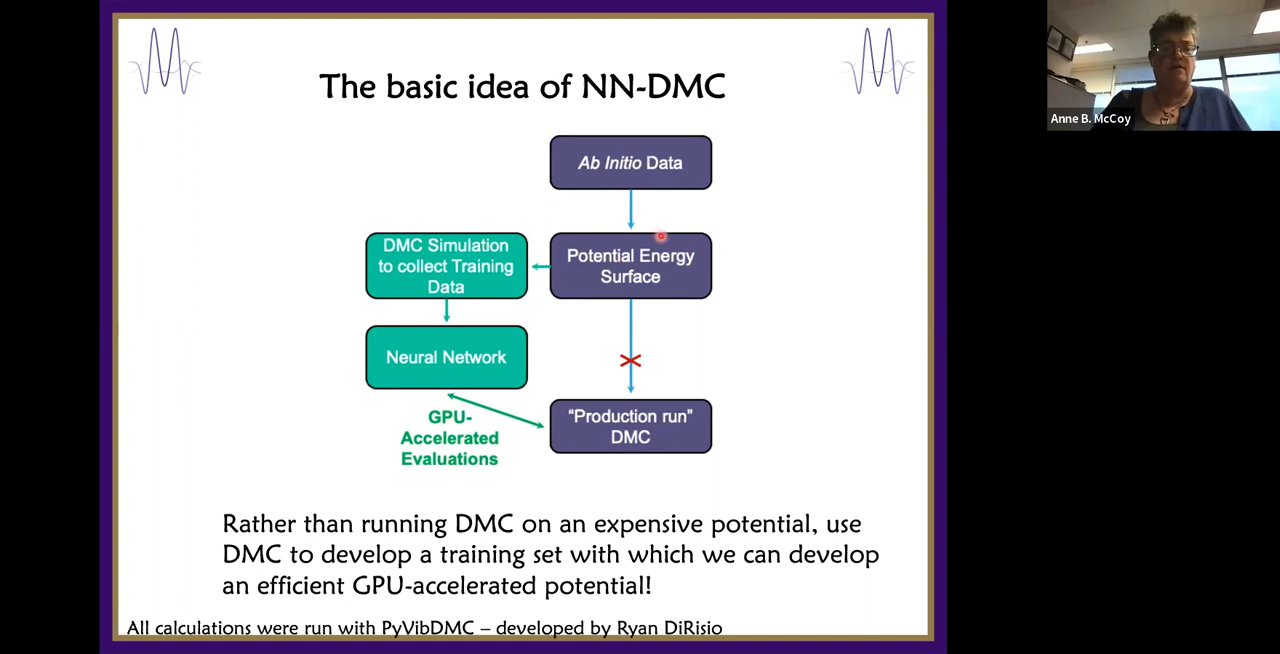 The basic idea of NN-DMC
Anne B. McCoy
Ab Initio Data
DMC Simulation
to collect Training
Data
Potential Energy
Surface
Neural Network
GPU-
Accelerated
Evaluations
“Production run”
DMC
Rather than running DMC on an expensive potential, use
DMC to develop a training set with which we can develop
an efficient GPU-accelerated potential!
All calculations were run with PyVibDMC – developed by Ryan DiRisio